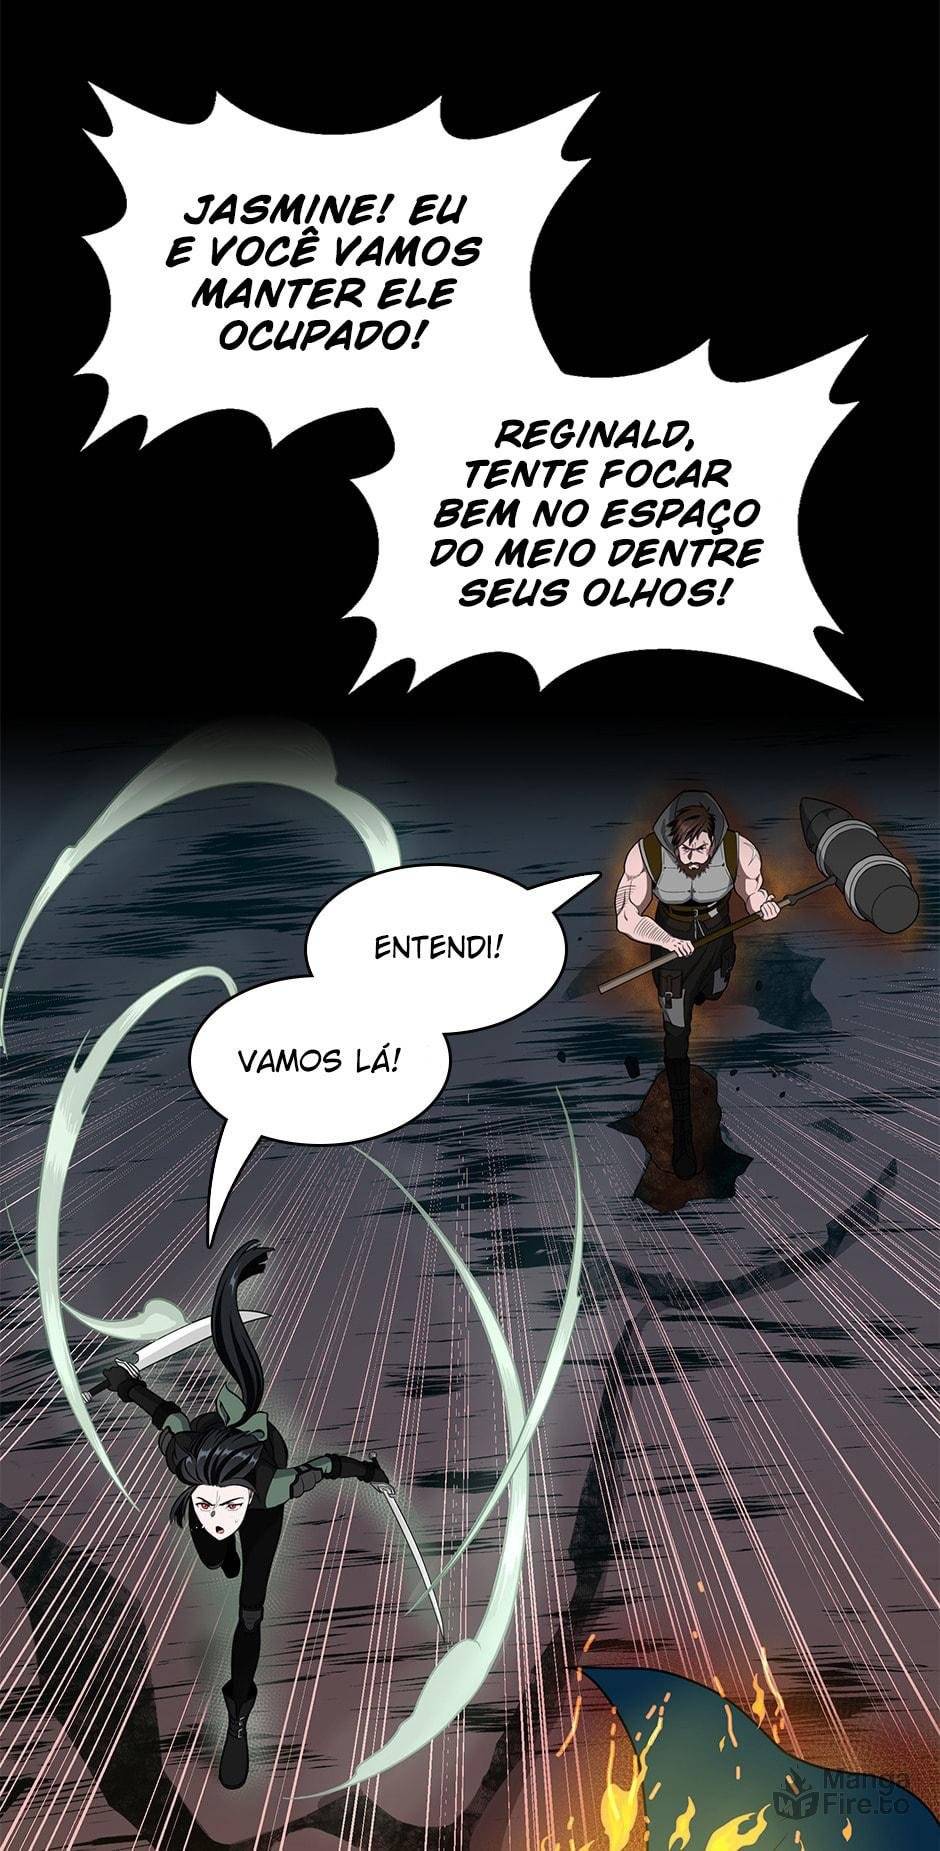 JASMINE! EU
E VOCÊ VAMOS
MANTER ELE
OCUPADO!
REGINALD,
TENTE FOCAR
BEM NO ESPAÇO
DO MEIO DENTRE
SEUS OLHOS!
ENTENDI!
VAMOS LÁ!
Manga
MF Fire.to